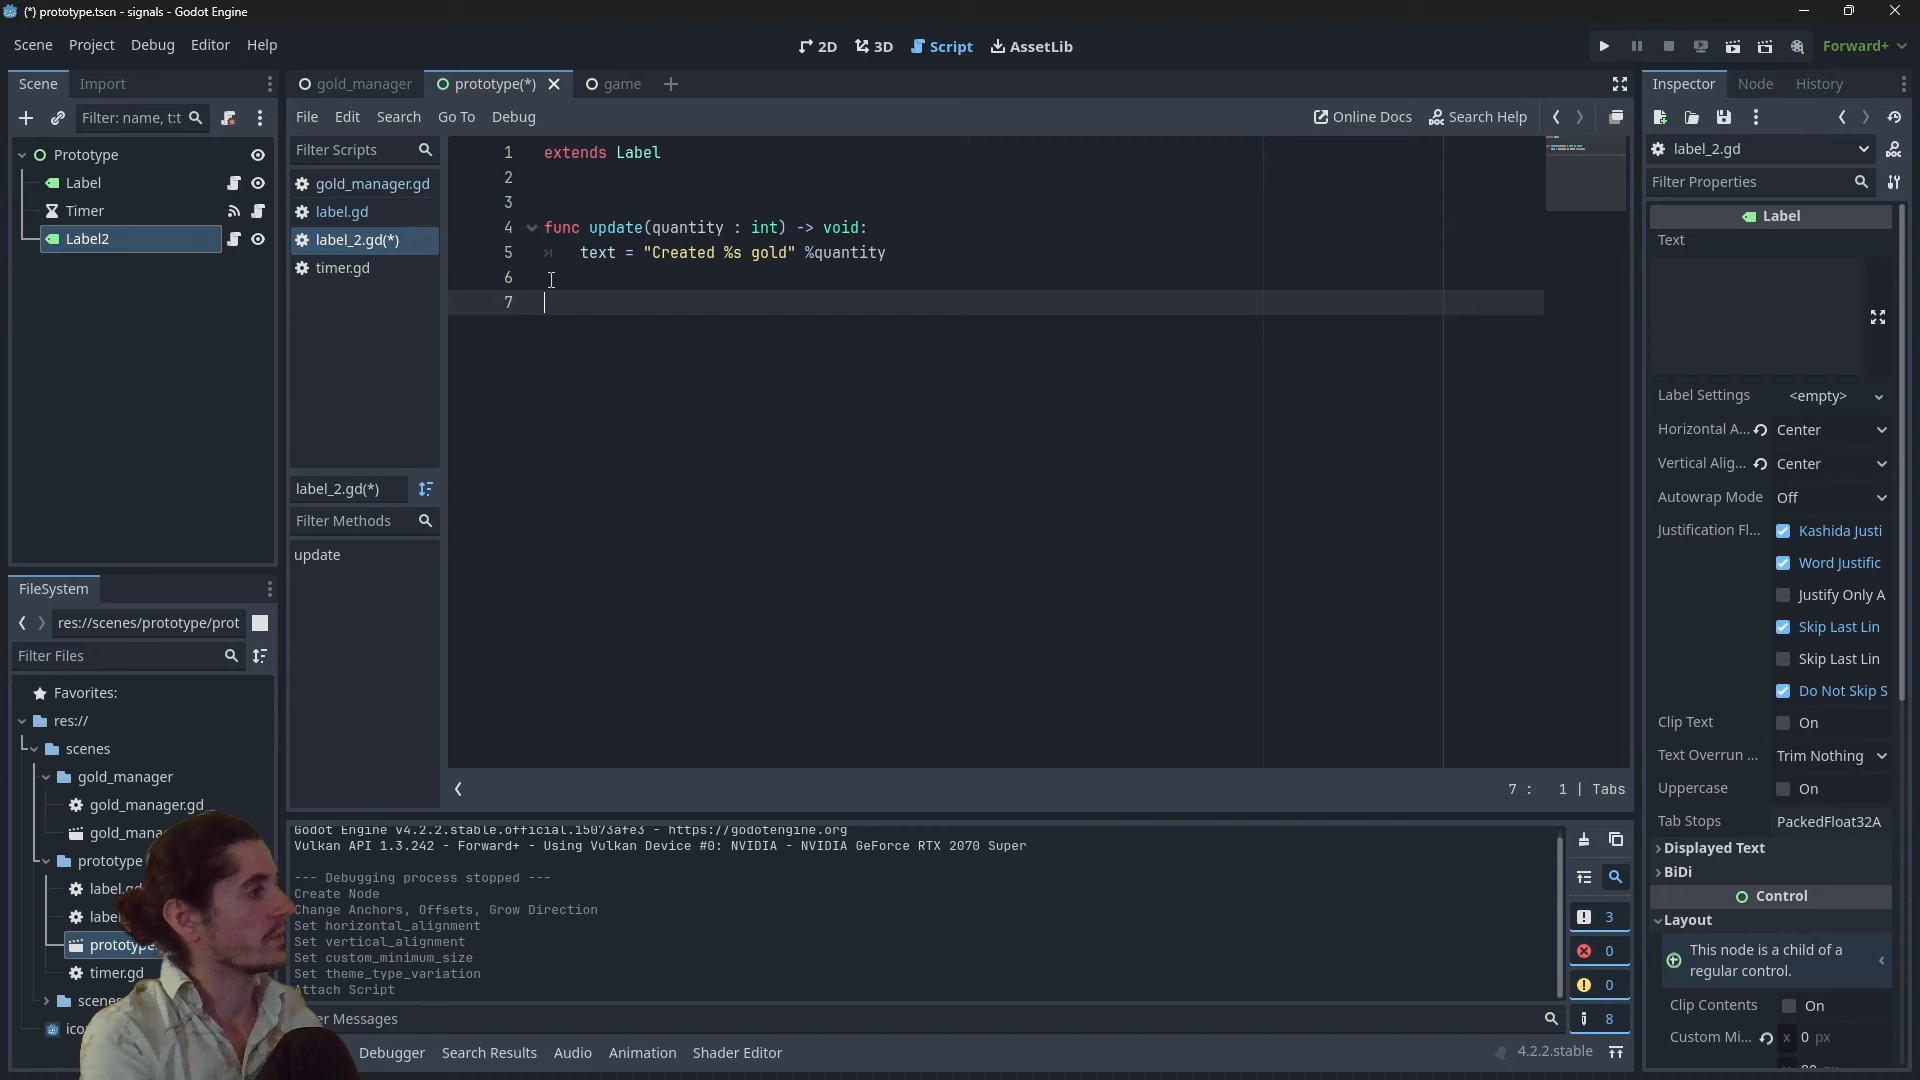 (*) prototype.tscn - signals - Godot Engine
Scene Project Debug Editor Help
2D 3D Script AssetLib
Forward+
Scene Import
gold_manager prototype(*) game
Inspector Node History
Filter: name, t:t
File Edit Search Go To Debug
Online Docs Search Help
Prototype
Label
Timer
Label2
Filter Scripts
gold_manager.gd
label.gd
label_2.gd(*)
timer.gd
label_2.gd(*)
Filter Methods
update
1 extends Label
2
3
4 func update(quantity : int) -> void:
5 text = "Created %s gold" %quantity
6
7
7 : 1 | Tabs
label_2.gd
Filter Properties
Label
Text
Label Settings <empty>
Horizontal A... Center
Vertical Alig... Center
Autowrap Mode Off
Justification Fl... Kashida Justi
Word Justific
Justify Only A
Skip Last Lin
Skip Last Lin
Do Not Skip S
Clip Text On
Text Overrun ... Trim Nothing
Uppercase On
Tab Stops PackedFloat32A
Displayed Text
BiDi
Control
Layout
This node is a child of a
regular control.
Clip Contents On
Custom Mi... x 0 px
FileSystem
res://scenes/prototype/prot
Filter Files
Favorites:
res://
scenes
gold_manager
gold_manager.gd
gold_mana
prototype
label.gd
label
prototype.
timer.gd
scenes
ico
Godot Engine v4.2.2.stable.official.15073afe3 - https://godotengine.org
Vulkan API 1.3.242 - Forward+ - Using Vulkan Device #0: NVIDIA - NVIDIA GeForce RTX 2070 Super
--- Debugging process stopped ---
Create Node
Change Anchors, Offsets, Grow Direction
Set horizontal_alignment
Set vertical_alignment
Set custom_minimum_size
Set theme_type_variation
Attach Script
3
0
0
8
er Messages
Debugger Search Results Audio Animation Shader Editor
4.2.2.stable